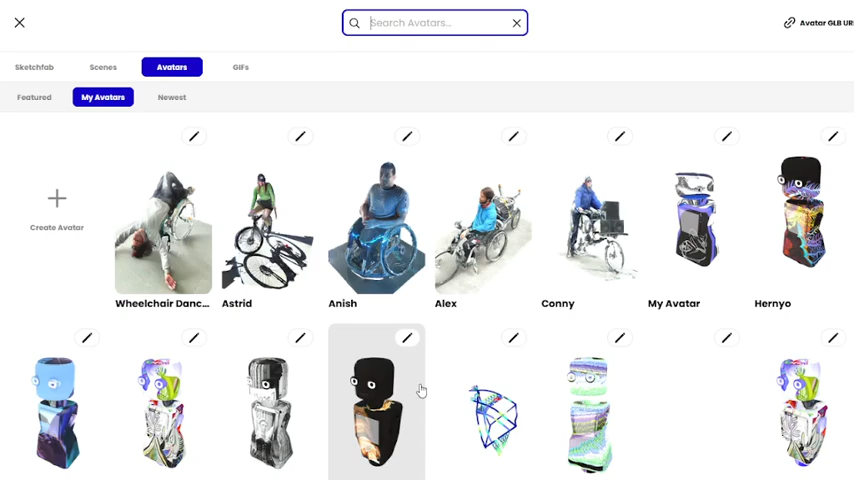 Search Avatars...
Avatar GLB UR
Sketchfab
Scenes
Avatars
GIFs
Featured
My Avatars
Newest
Create Avatar
Wheelchair Danc...
Astrid
Anish
Alex
Conny
My Avatar
Hernyo